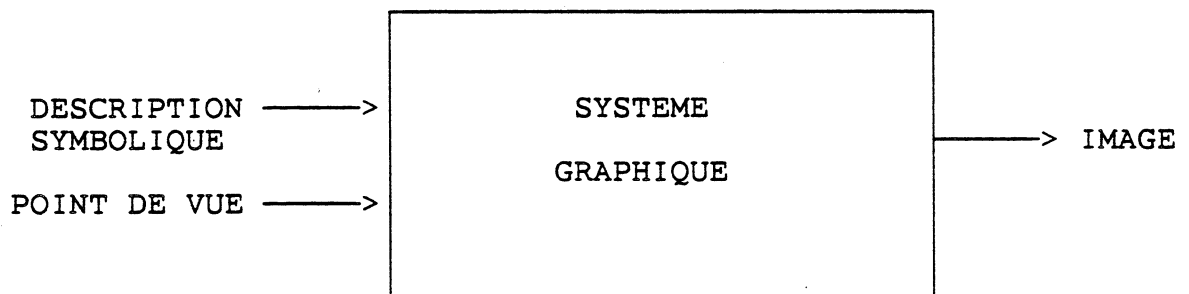 DESCRIPTION
SYMBOLIQUE
POINT DE VUE
SYSTEME
GRAPHIQUE
IMAGE